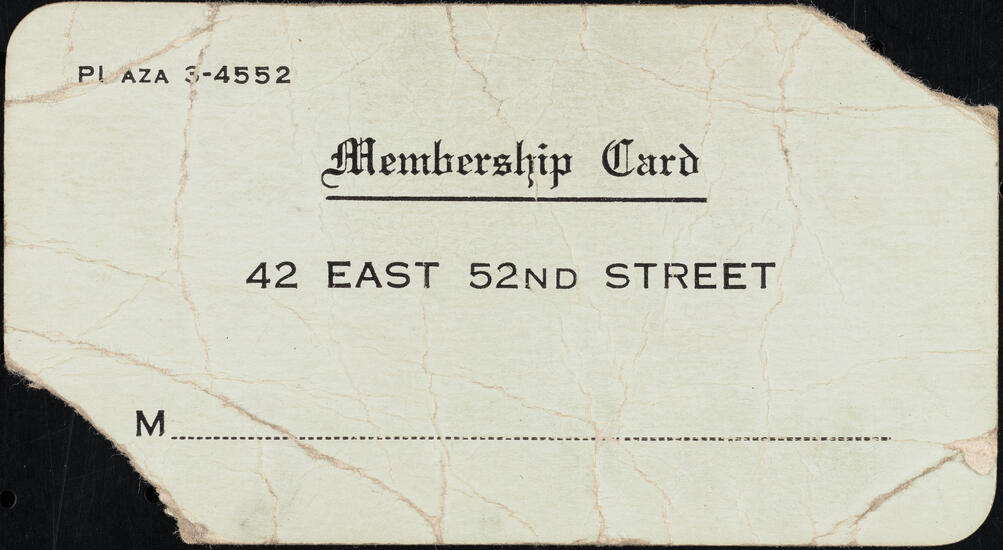 PLAZA 3-4552
Membership Card
42 EAST 52ND STREET
M